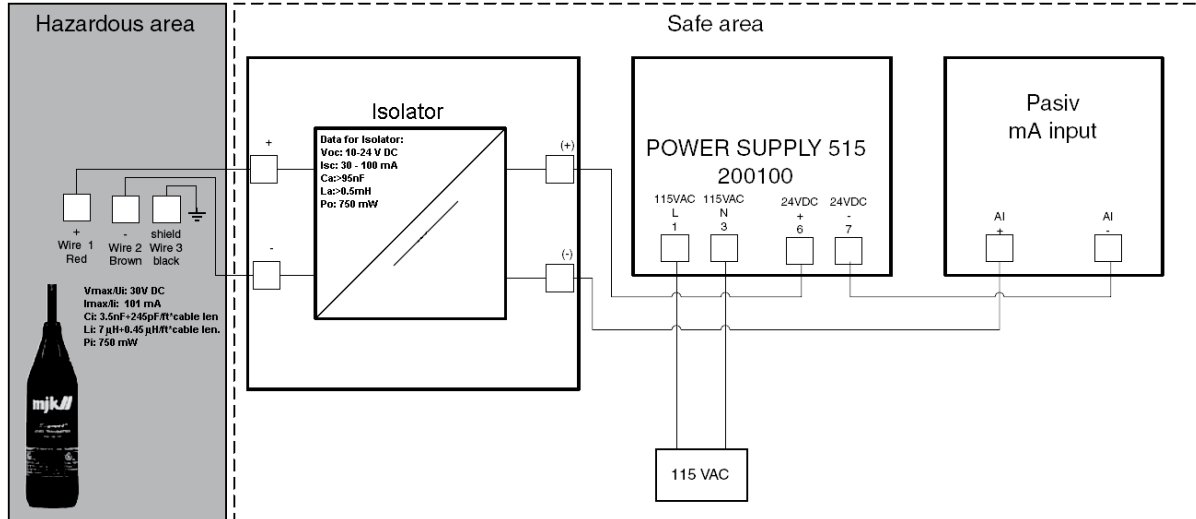 Hazardous area
Safe area
Isolator
Data for Isolator:
Voc: 10-24 V DC
Isc: 30 - 100 mA
Ca:>95nF
La:>0.5mH
Po: 750 mW
+
-
(+)
(-)
POWER SUPPLY 515
200100
115VAC 115VAC 24VDC 24VDC
L N + -
1 3 6 7
Pasiv
mA input
AI AI
+ -
+ - shield
Wire 1 Wire 2 Wire 3
Red Brown black
Vmax/Ui: 30V DC
Imax/Ii: 101 mA
Ci: 3.5nF+245pF/ft*cable len
Li: 7 µH+0.45 µH/ft*cable len.
Pi: 750 mW
mjk
115 VAC